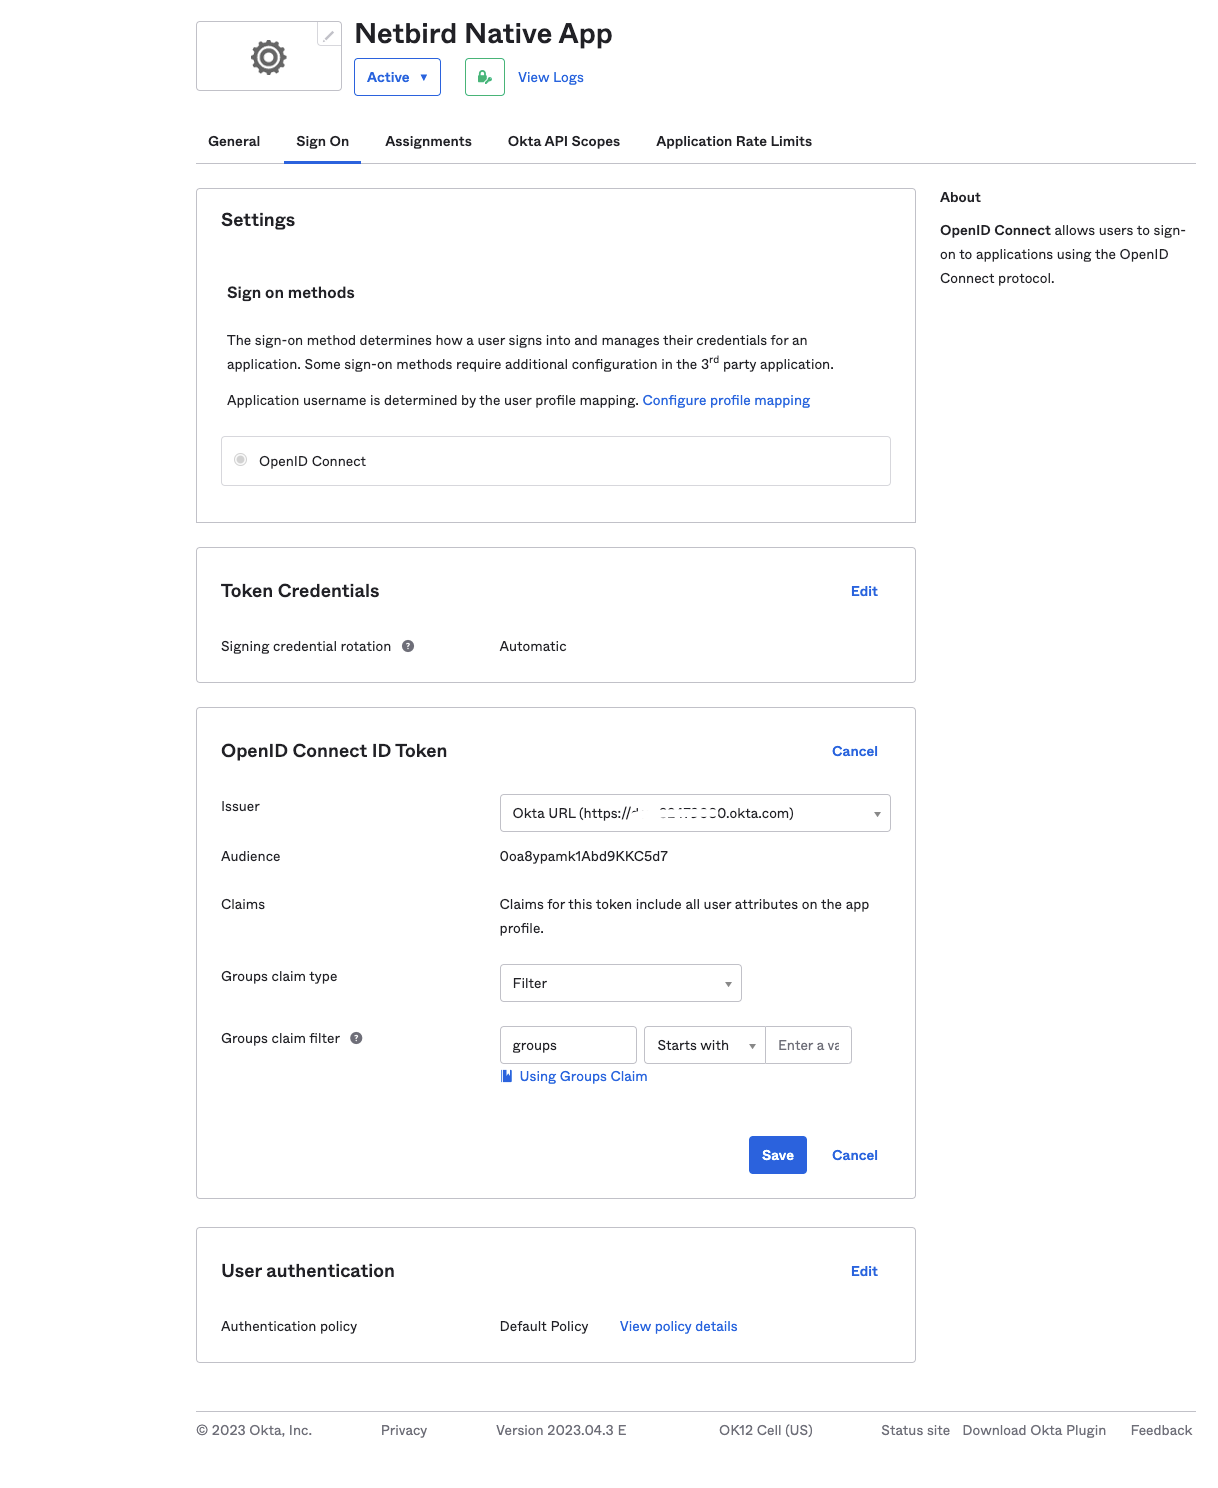 Netbird Native App
Active
View Logs
General Sign On Assignments Okta API Scopes Application Rate Limits
Settings
Sign on methods
The sign-on method determines how a user signs into and manages their credentials for an
application. Some sign-on methods require additional configuration in the 3rd party application.
Application username is determined by the user profile mapping. Configure profile mapping
OpenID Connect
About
OpenID Connect allows users to sign-
on to applications using the OpenID
Connect protocol.
Token Credentials Edit
Signing credential rotation ? Automatic
OpenID Connect ID Token Cancel
Issuer Okta URL (https:// 0.okta.com)
Audience 0oa8ypamk1Abd9KKC5d7
Claims Claims for this token include all user attributes on the app
profile.
Groups claim type Filter
Groups claim filter ? groups Starts with Enter a va
Using Groups Claim
Save Cancel
User authentication Edit
Authentication policy Default Policy View policy details
© 2023 Okta, Inc. Privacy Version 2023.04.3 E OK12 Cell (US) Status site Download Okta Plugin Feedback